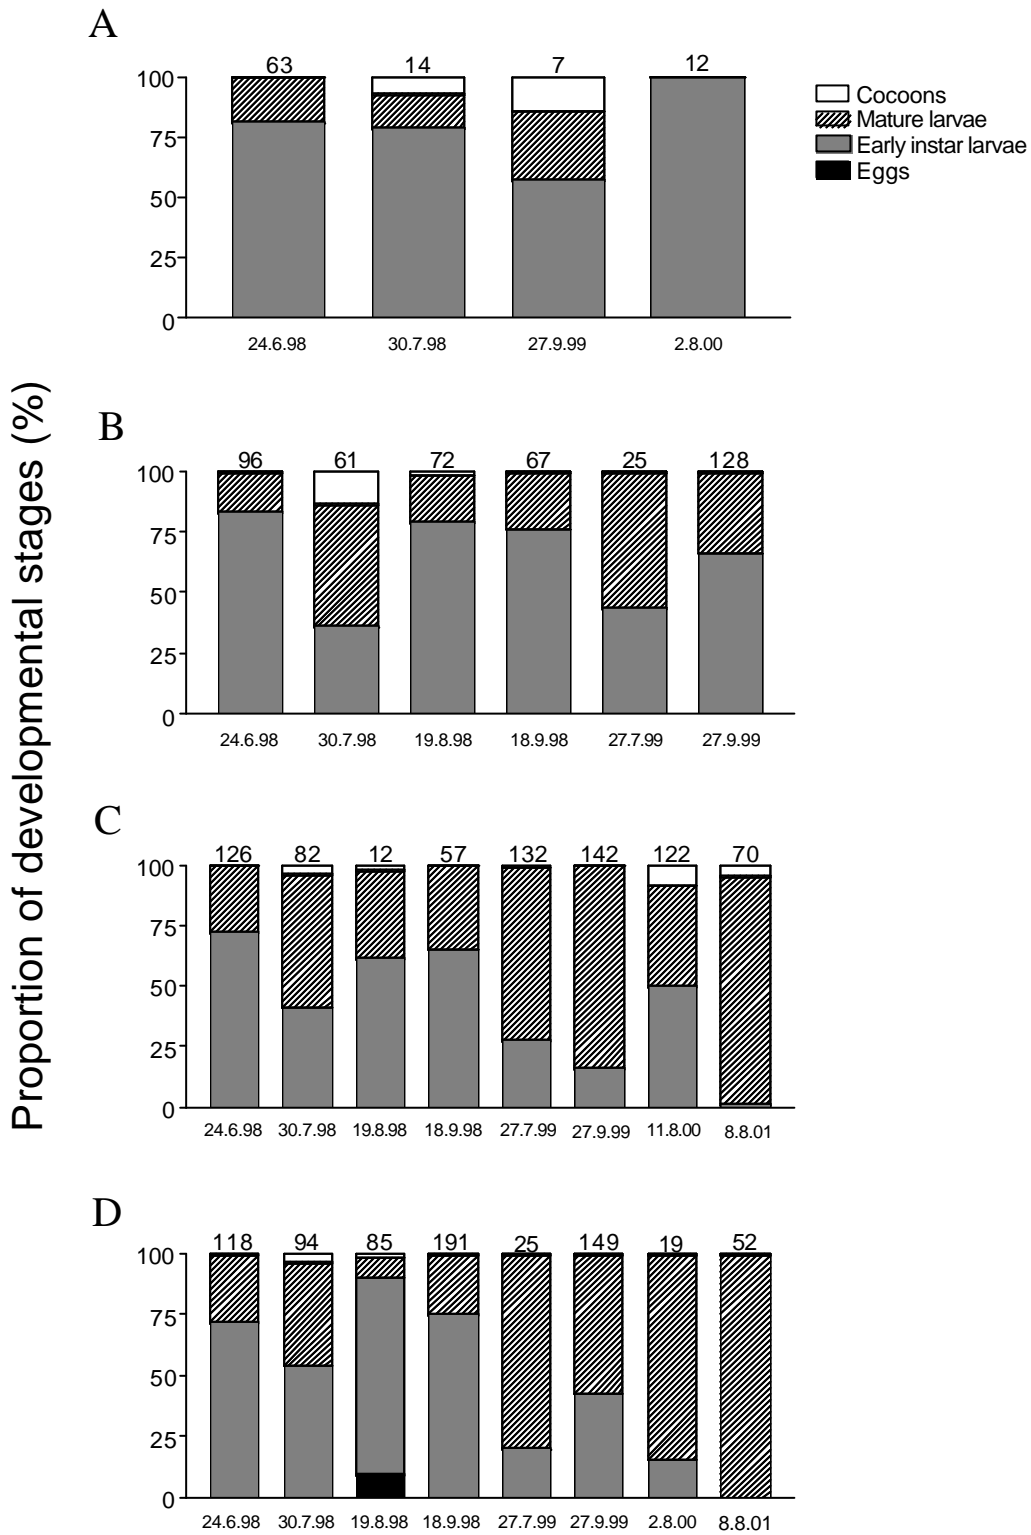 A
63 14 7 12
100
75
50
25
0
24.6.98 30.7.98 27.9.99 2.8.00
Cocoons
Mature larvae
Early instar larvae
Eggs
Proportion of developmental stages (%)
B
96 61 72 67 25 128
100
75
50
25
0
24.6.98 30.7.98 19.8.98 18.9.98 27.7.99 27.9.99
C
126 82 12 57 132 142 122 70
100
75
50
25
0
24.6.98 30.7.98 19.8.98 18.9.98 27.7.99 27.9.99 11.8.00 8.8.01
D
118 94 85 191 25 149 19 52
100
75
50
25
0
24.6.98 30.7.98 19.8.98 18.9.98 27.7.99 27.9.99 2.8.00 8.8.01